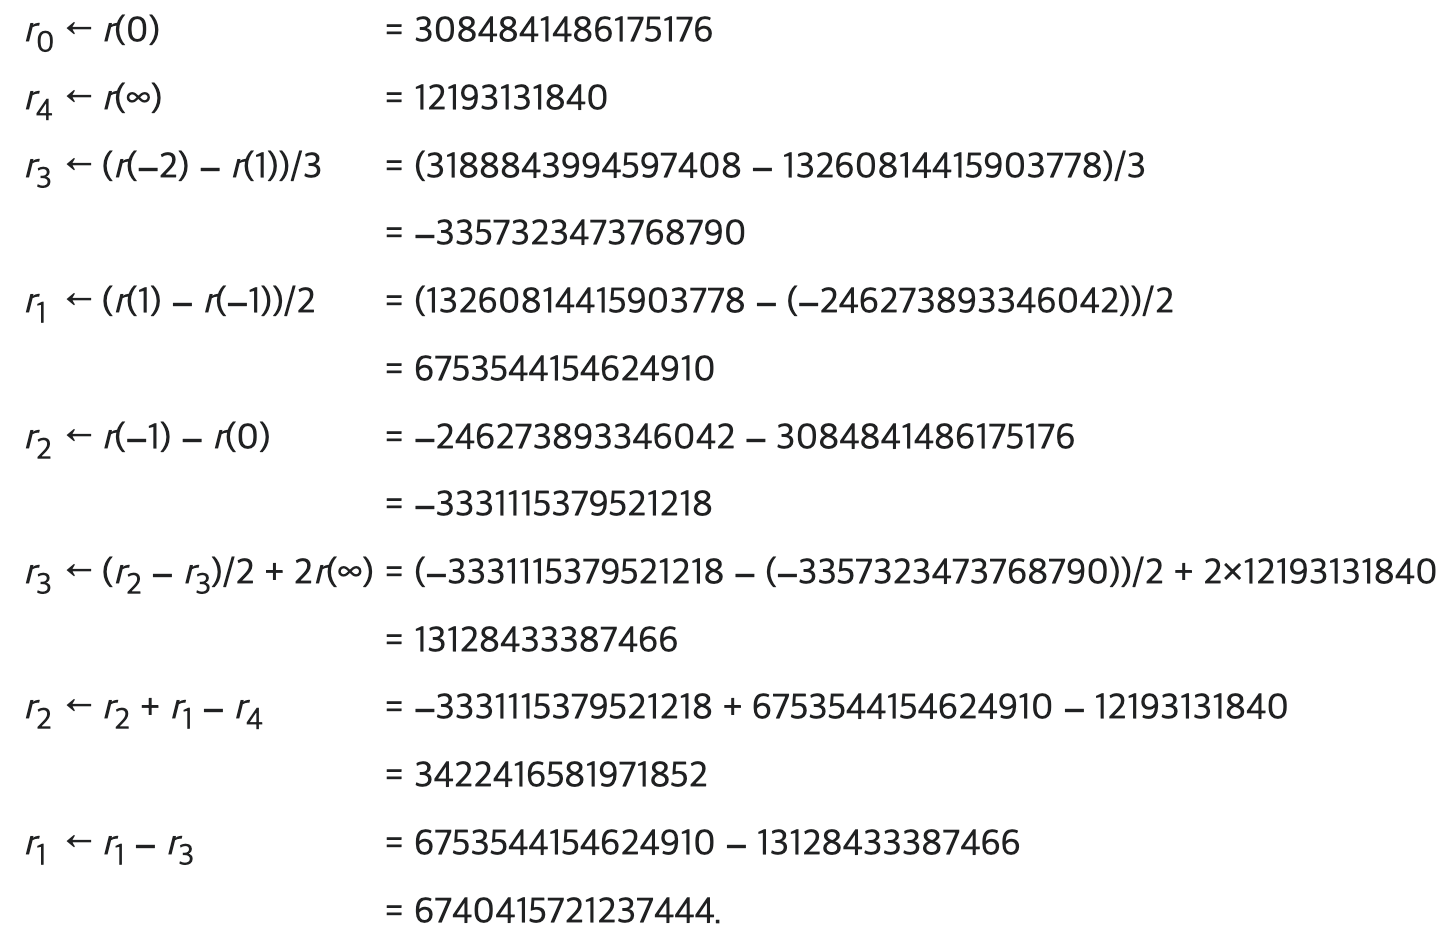 r₀ ← r(0) = 3084841486175176
r₄ ← r(∞) = 12193131840
r₃ ← (r(−2) − r(1))/3 = (3188843994597408 − 13260814415903778)/3
= −3357323473768790
r₁ ← (r(1) − r(−1))/2 = (13260814415903778 − (−246273893346042))/2
= 6753544154624910
r₂ ← r(−1) − r(0) = −246273893346042 − 3084841486175176
= −3331115379521218
r₃ ← (r₂ − r₃)/2 + 2r(∞) = (−3331115379521218 − (−3357323473768790))/2 + 2×12193131840
= 13128433387466
r₂ ← r₂ + r₁ − r₄ = −3331115379521218 + 6753544154624910 − 12193131840
= 3422416581971852
r₁ ← r₁ − r₃ = 6753544154624910 − 13128433387466
= 6740415721237444.